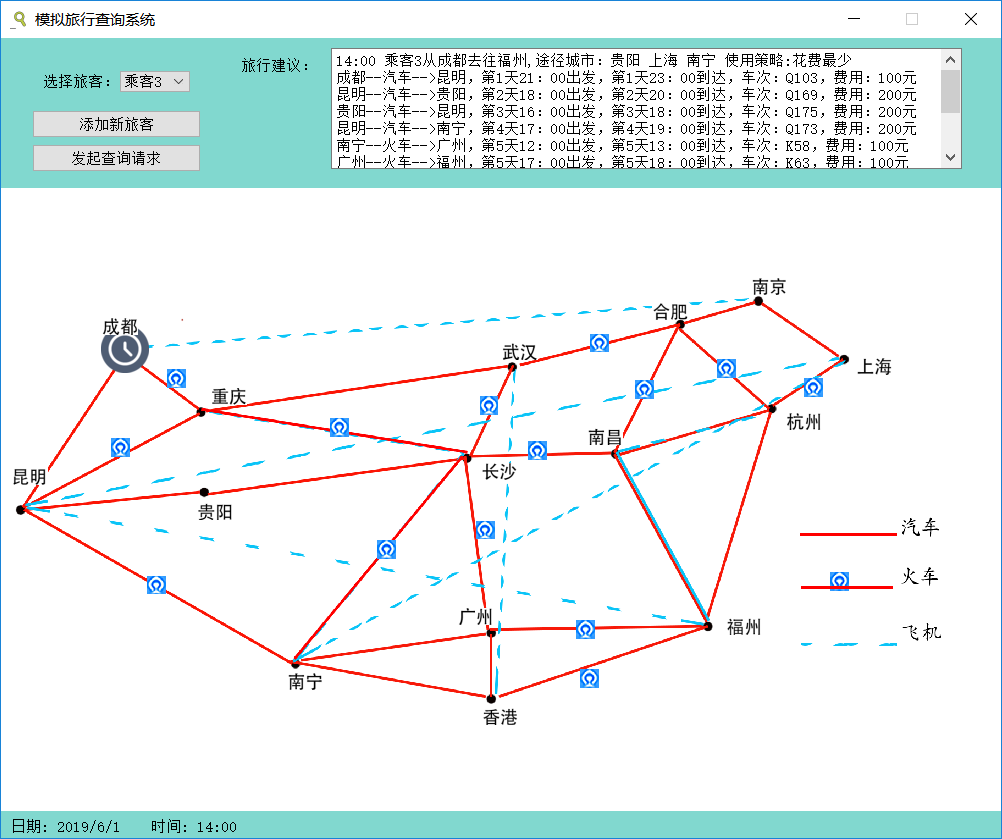 模拟旅行查询系统
选择旅客: 乘客3
添加新旅客
发起查询请求
旅行建议:
14:00 乘客3从成都去往福州,途径城市: 贵阳 上海 南宁 使用策略:花费最少
成都--汽车-->昆明, 第1天21: 00出发, 第1天23: 00到达, 车次: Q103, 费用: 100元
昆明--汽车-->贵阳, 第2天18: 00出发, 第2天20: 00到达, 车次: Q169, 费用: 200元
贵阳--汽车-->昆明, 第3天16: 00出发, 第3天18: 00到达, 车次: Q175, 费用: 200元
昆明--汽车-->南宁, 第4天17: 00出发, 第4天19: 00到达, 车次: Q173, 费用: 200元
南宁--火车-->广州, 第5天12: 00出发, 第5天13: 00到达, 车次: K58, 费用: 100元
广州--火车-->福州, 第5天17: 00出发, 第5天18: 00到达, 车次: K63, 费用: 100元
南京
合肥
成都
武汉
上海
重庆
杭州
南昌
长沙
昆明
贵阳
汽车
火车
广州
福州
飞机
南宁
香港
日期: 2019/6/1 时间: 14:00